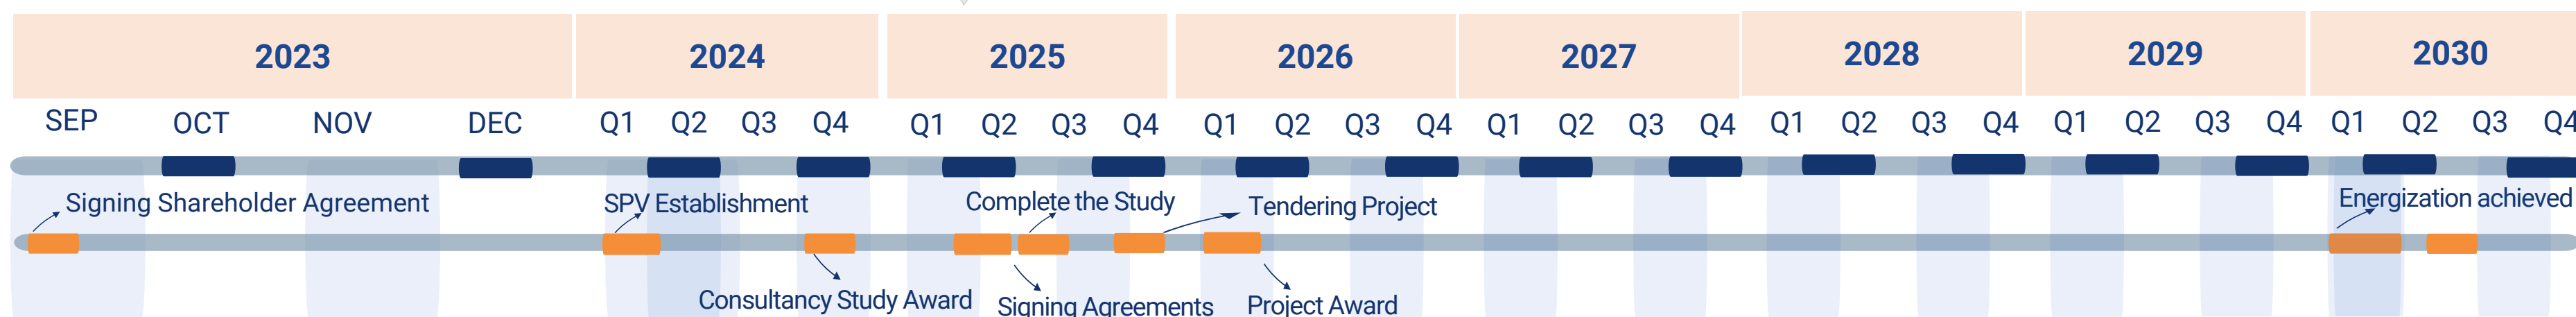 2023 2024 2025 2026 2027 2028 2029 2030
SEP OCT NOV DEC Q1 Q2 Q3 Q4 Q1 Q2 Q3 Q4 Q1 Q2 Q3 Q4 Q1 Q2 Q3 Q4 Q1 Q2 Q3 Q4 Q1 Q2 Q3 Q4 Q1 Q2 Q3 Q4
Signing Shareholder Agreement SPV Establishment Complete the Study Tendering Project Energization achieved
Consultancy Study Award Signing Agreements Project Award